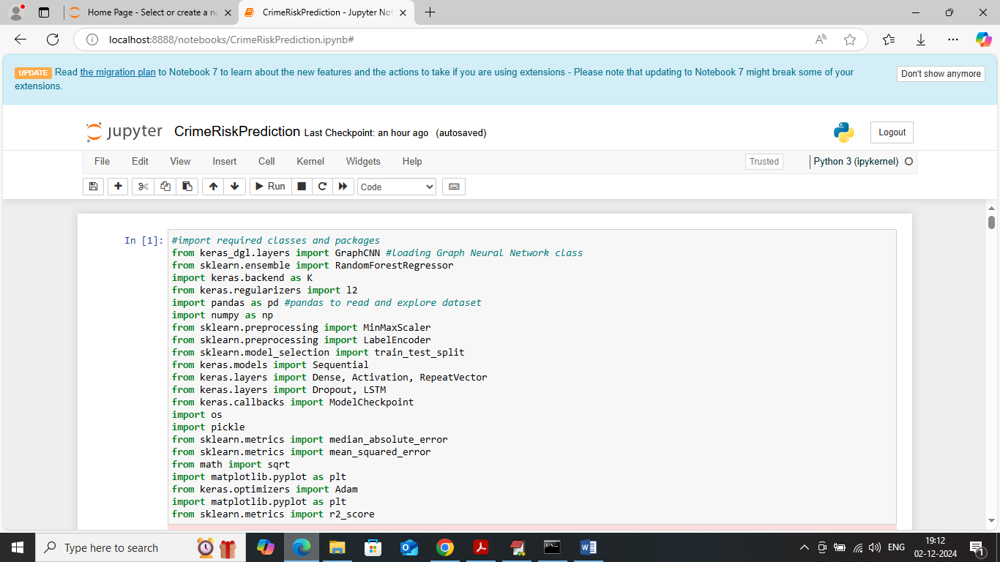 Home Page - Select or create a no
CrimeRiskPrediction - Jupyter Not
localhost:8888/notebooks/CrimeRiskPrediction.ipynb#
UPDATE Read the migration plan to Notebook 7 to learn about the new features and the actions to take if you are using extensions - Please note that updating to Notebook 7 might break some of your
extensions.
Don't show anymore
jupyter CrimeRiskPrediction Last Checkpoint: an hour ago (autosaved)
Logout
File Edit View Insert Cell Kernel Widgets Help
Trusted Python 3 (ipykernel)
Run Code
In [1]:
#import required classes and packages
from keras_dgl.layers import GraphCNN #loading Graph Neural Network class
from sklearn.ensemble import RandomForestRegressor
import keras.backend as K
from keras.regularizers import l2
import pandas as pd #pandas to read and explore dataset
import numpy as np
from sklearn.preprocessing import MinMaxScaler
from sklearn.preprocessing import LabelEncoder
from sklearn.model_selection import train_test_split
from keras.models import Sequential
from keras.layers import Dense, Activation, RepeatVector
from keras.layers import Dropout, LSTM
from keras.callbacks import ModelCheckpoint
import os
import pickle
from sklearn.metrics import median_absolute_error
from sklearn.metrics import mean_squared_error
from math import sqrt
import matplotlib.pyplot as plt
from keras.optimizers import Adam
import matplotlib.pyplot as plt
from sklearn.metrics import r2_score
Type here to search
ENG
19:12
02-12-2024
1